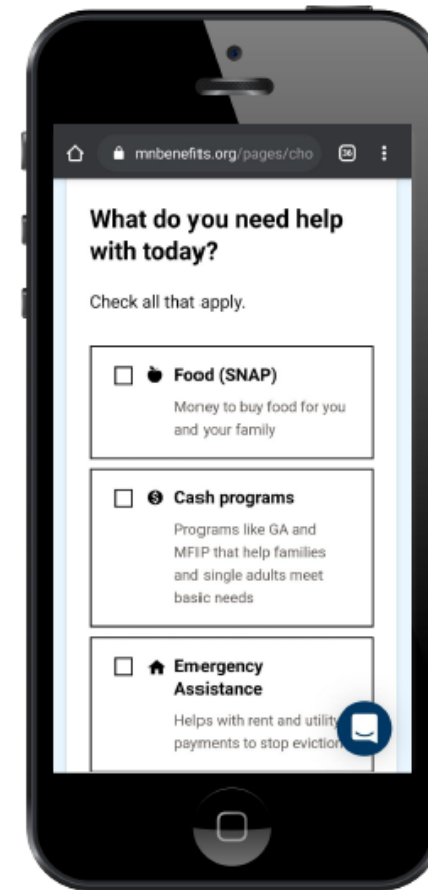 mnbenefits.org/pages/cho
36
What do you need help
with today?
Check all that apply.
Food (SNAP)
Money to buy food for you
and your family
Cash programs
Programs like GA and
MFIP that help families
and single adults meet
basic needs
Emergency
Assistance
Helps with rent and utility
payments to stop eviction